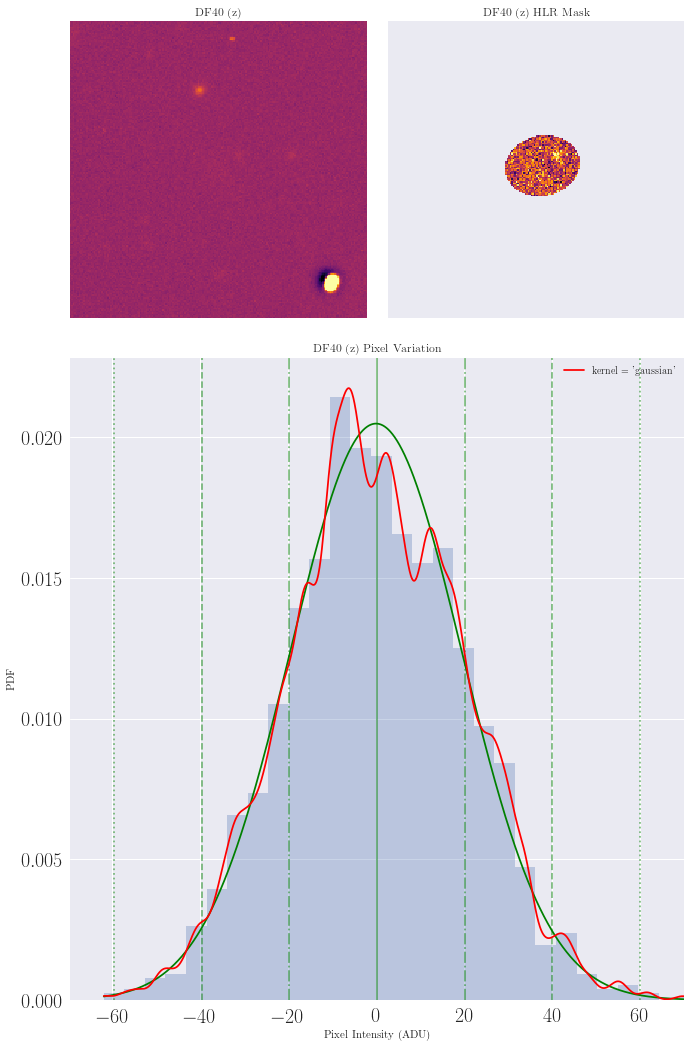 DF40 (z)
DF40 (z) HLR Mask
DF40 (z) Pixel Variation
kernel = 'gaussian'
0.020
0.015
0.010
0.005
0.000
PDF
−60
−40
−20
0
20
40
60
Pixel Intensity (ADU)